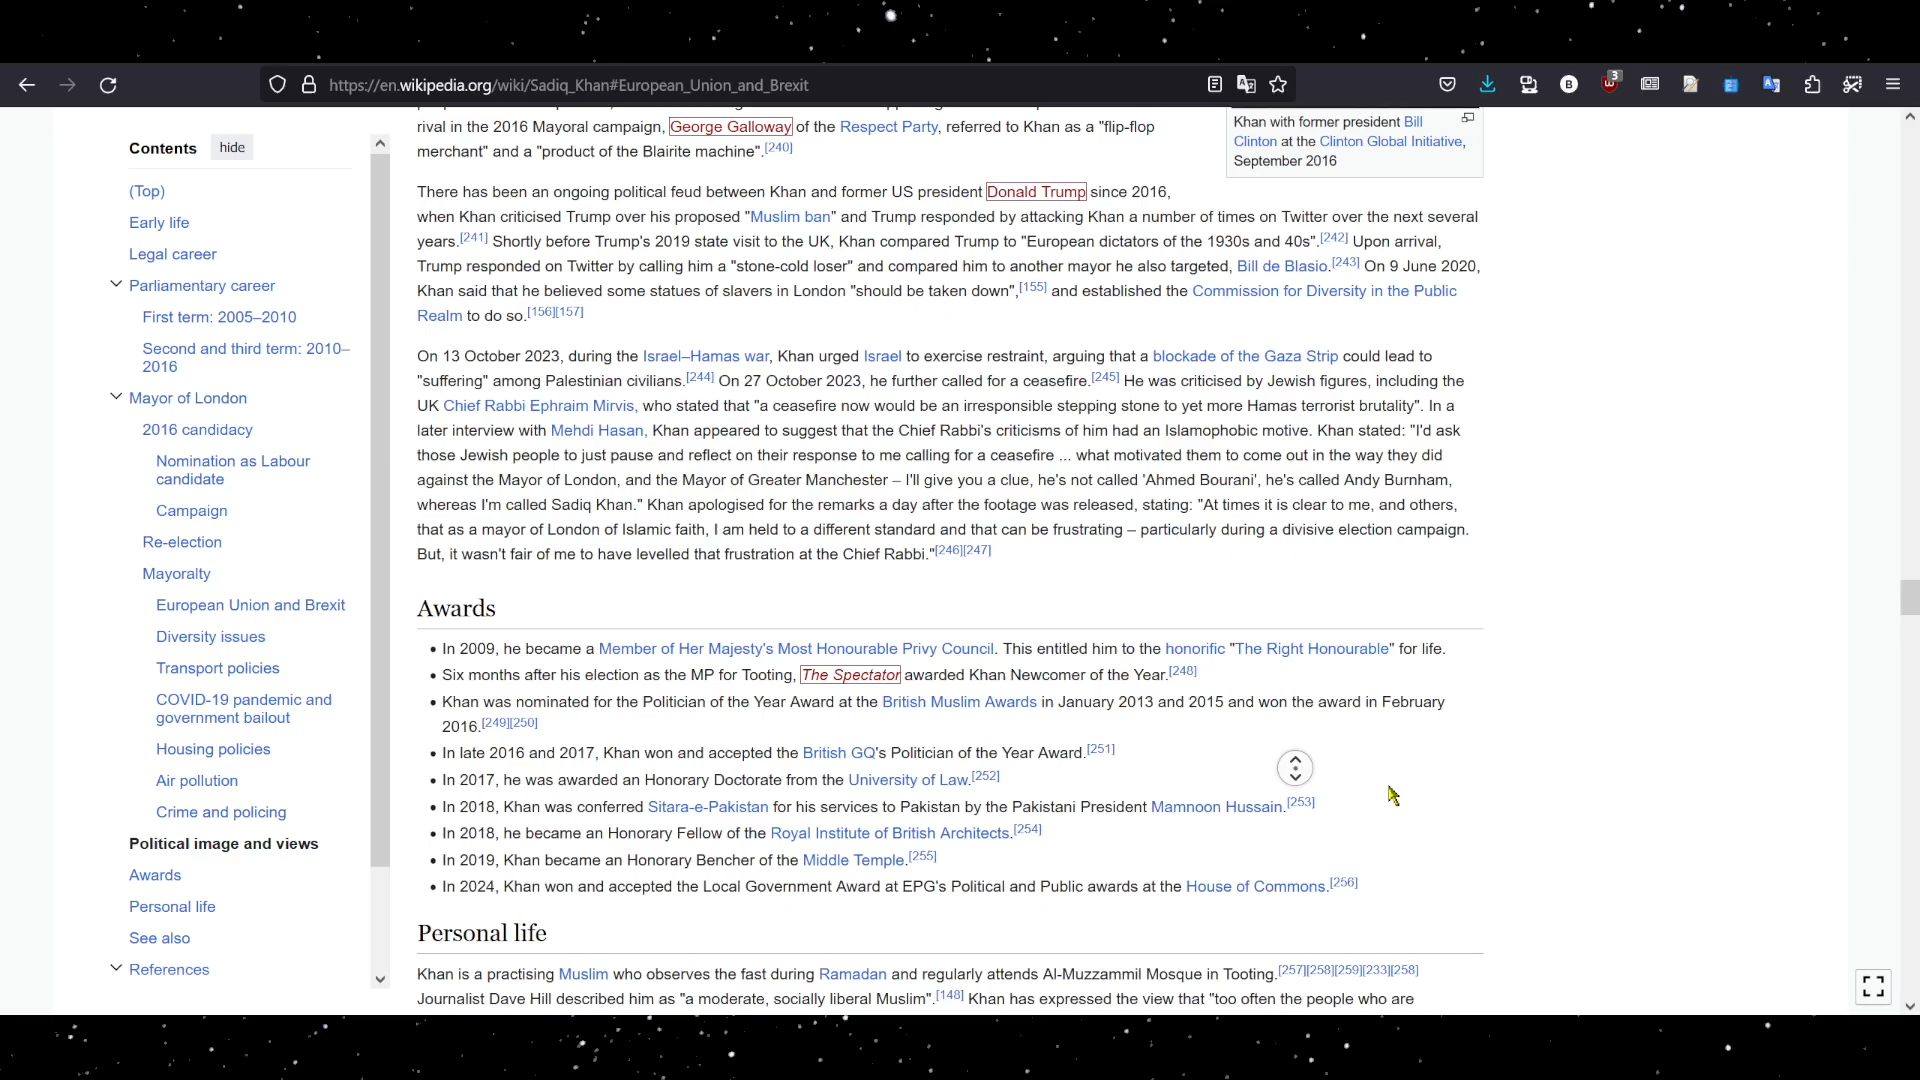 https://en.wikipedia.org/wiki/Sadiq_Khan#European_Union_and_Brexit
3
B
Contents hide
(Top)
Early life
Legal career
Parliamentary career
First term: 2005–2010
Second and third term: 2010–
2016
Mayor of London
2016 candidacy
Nomination as Labour
candidate
Campaign
Re-election
Mayoralty
European Union and Brexit
Diversity issues
Transport policies
COVID-19 pandemic and
government bailout
Housing policies
Air pollution
Crime and policing
Political image and views
Awards
Personal life
See also
References
rival in the 2016 Mayoral campaign, George Galloway of the Respect Party, referred to Khan as a "flip-flop
merchant" and a "product of the Blairite machine".[240]
Khan with former president Bill
Clinton at the Clinton Global Initiative,
September 2016
There has been an ongoing political feud between Khan and former US president Donald Trump since 2016,
when Khan criticised Trump over his proposed "Muslim ban" and Trump responded by attacking Khan a number of times on Twitter over the next several
years.[241] Shortly before Trump's 2019 state visit to the UK, Khan compared Trump to "European dictators of the 1930s and 40s".[242] Upon arrival,
Trump responded on Twitter by calling him a "stone-cold loser" and compared him to another mayor he also targeted, Bill de Blasio.[243] On 9 June 2020,
Khan said that he believed some statues of slavers in London "should be taken down",[155] and established the Commission for Diversity in the Public
Realm to do so.[156][157]
On 13 October 2023, during the Israel–Hamas war, Khan urged Israel to exercise restraint, arguing that a blockade of the Gaza Strip could lead to
"suffering" among Palestinian civilians.[244] On 27 October 2023, he further called for a ceasefire.[245] He was criticised by Jewish figures, including the
UK Chief Rabbi Ephraim Mirvis, who stated that "a ceasefire now would be an irresponsible stepping stone to yet more Hamas terrorist brutality". In a
later interview with Mehdi Hasan, Khan appeared to suggest that the Chief Rabbi's criticisms of him had an Islamophobic motive. Khan stated: "I'd ask
those Jewish people to just pause and reflect on their response to me calling for a ceasefire ... what motivated them to come out in the way they did
against the Mayor of London, and the Mayor of Greater Manchester – I'll give you a clue, he's not called 'Ahmed Bourani', he's called Andy Burnham,
whereas I'm called Sadiq Khan." Khan apologised for the remarks a day after the footage was released, stating: "At times it is clear to me, and others,
that as a mayor of London of Islamic faith, I am held to a different standard and that can be frustrating – particularly during a divisive election campaign.
But, it wasn't fair of me to have levelled that frustration at the Chief Rabbi."[246][247]
Awards
• In 2009, he became a Member of Her Majesty's Most Honourable Privy Council. This entitled him to the honorific "The Right Honourable" for life.
• Six months after his election as the MP for Tooting, The Spectator awarded Khan Newcomer of the Year.[248]
• Khan was nominated for the Politician of the Year Award at the British Muslim Awards in January 2013 and 2015 and won the award in February
2016.[249][250]
• In late 2016 and 2017, Khan won and accepted the British GQ's Politician of the Year Award.[251]
• In 2017, he was awarded an Honorary Doctorate from the University of Law.[252]
• In 2018, Khan was conferred Sitara-e-Pakistan for his services to Pakistan by the Pakistani President Mamnoon Hussain.[253]
• In 2018, he became an Honorary Fellow of the Royal Institute of British Architects.[254]
• In 2019, Khan became an Honorary Bencher of the Middle Temple.[255]
• In 2024, Khan won and accepted the Local Government Award at EPG's Political and Public awards at the House of Commons.[256]
Personal life
Khan is a practising Muslim who observes the fast during Ramadan and regularly attends Al-Muzzammil Mosque in Tooting.[257][258][259][233][258]
Journalist Dave Hill described him as "a moderate, socially liberal Muslim".[148] Khan has expressed the view that "too often the people who are